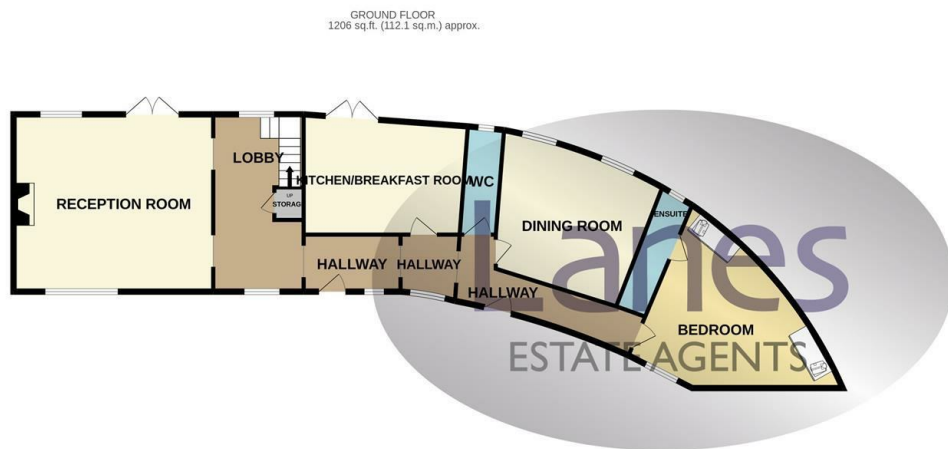 GROUND FLOOR
1206 sq.ft. (112.1 sq.m.) approx.
LOBBY
KITCHEN/BREAKFAST ROOM
WC
UP
STORAGE
RECEPTION ROOM
DINING ROOM
ENSUITE
HALLWAY
HALLWAY
HALLWAY
BEDROOM
Lanes
ESTATE AGENTS